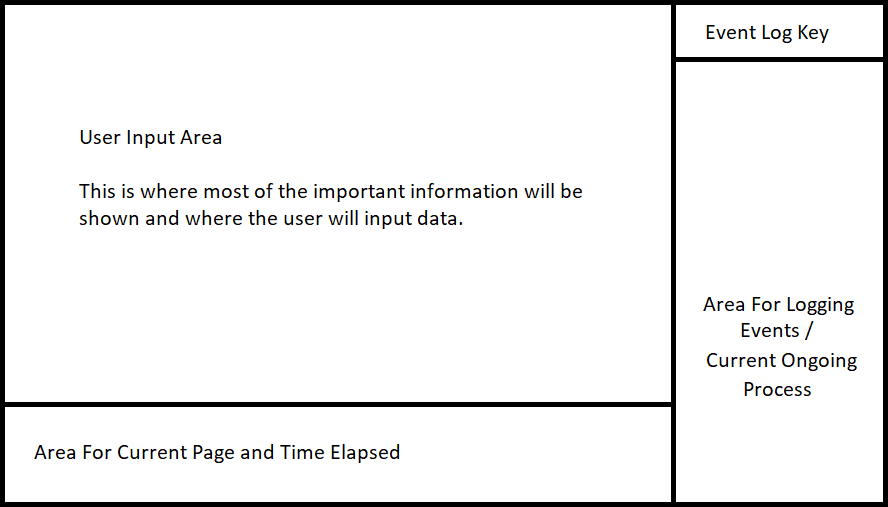 Event Log Key
User Input Area
This is where most of the important information will be
shown and where the user will input data.
Area For Logging
Events /
Current Ongoing
Process
Area For Current Page and Time Elapsed